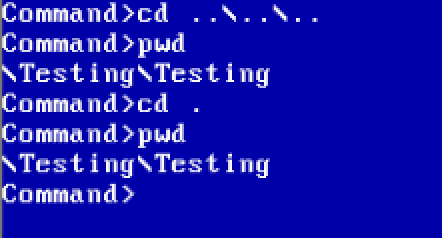 Command>cd ..\..\..
Command>pwd
\Testing\Testing
Command>cd .
Command>pwd
\Testing\Testing
Command>